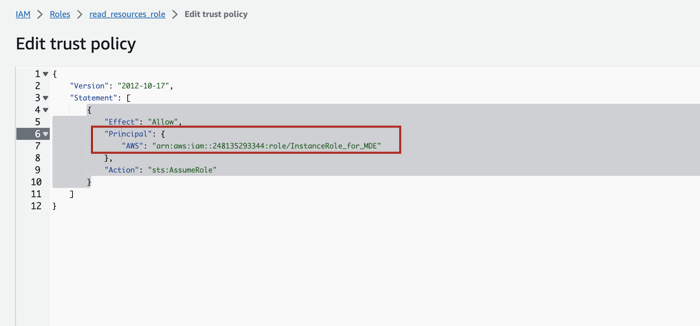 IAM > Roles > read_resources_role > Edit trust policy
Edit trust policy
1 {
2 "Version": "2012-10-17",
3 "Statement": [
4 {
5 "Effect": "Allow",
6 "Principal": {
7 "AWS": "arn:aws:iam::248135293344:role/InstanceRole_for_MDE"
8 },
9 "Action": "sts:AssumeRole"
10 }
11 ]
12 }